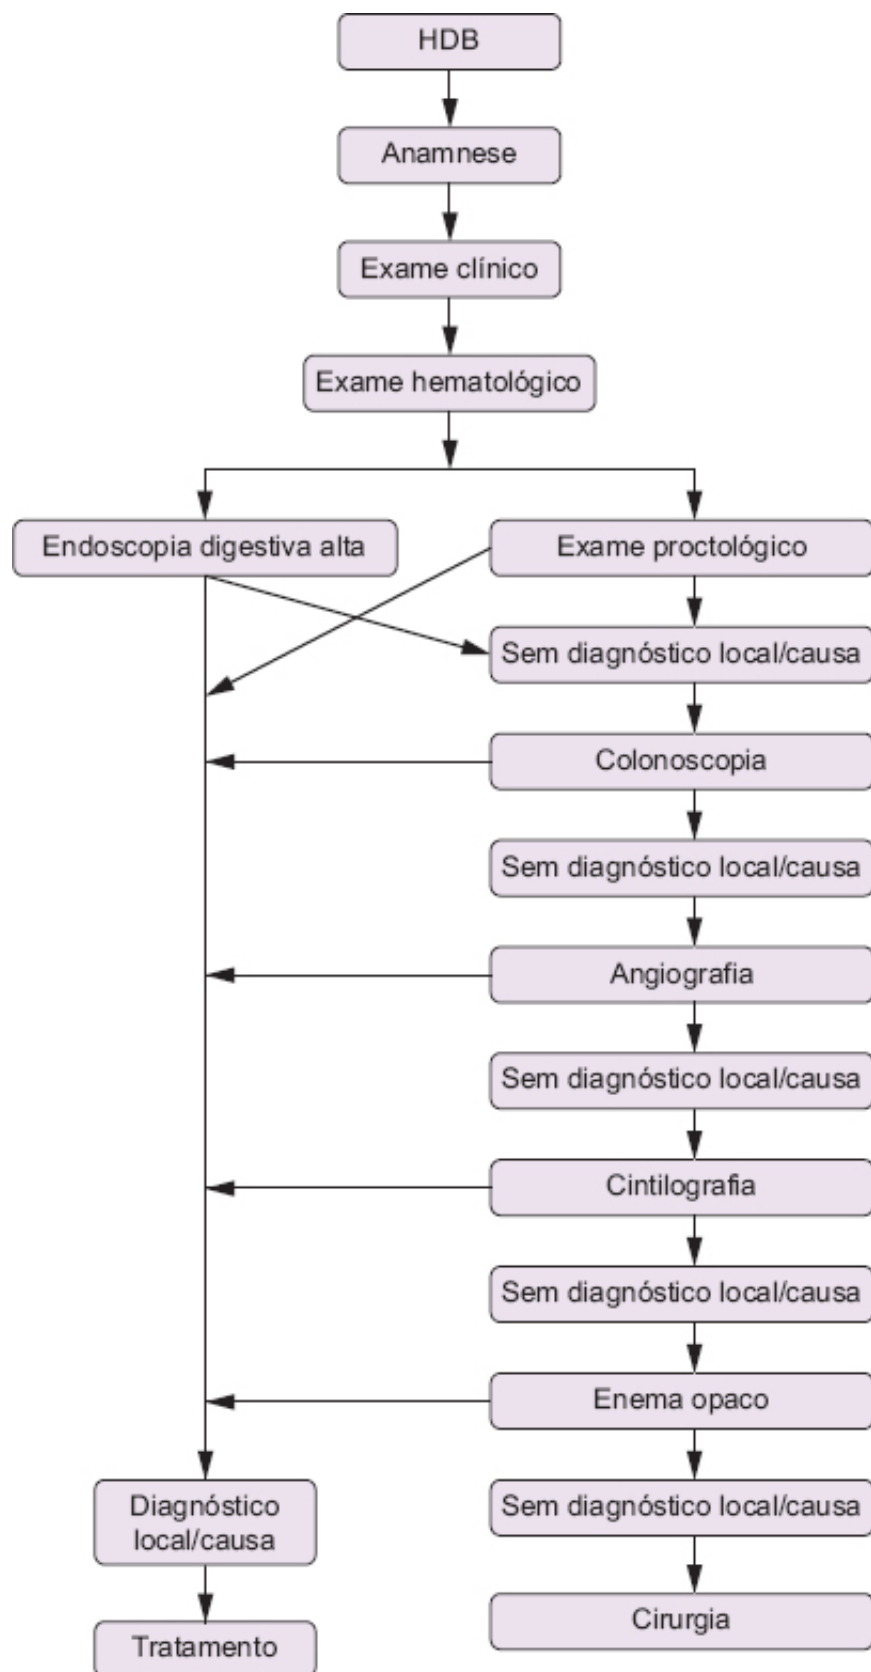 HDB
Anamnese
Exame clínico
Exame hematológico
Endoscopia digestiva alta
Exame proctológico
Sem diagnóstico local/causa
Colonoscopia
Sem diagnóstico local/causa
Angiografia
Sem diagnóstico local/causa
Cintilografia
Sem diagnóstico local/causa
Enema opaco
Diagnóstico
local/causa
Sem diagnóstico local/causa
Tratamento
Cirurgia